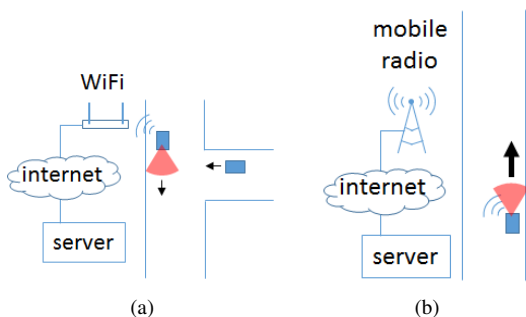 WiFi
internet
server
(a)
mobile
radio
internet
server
(b)